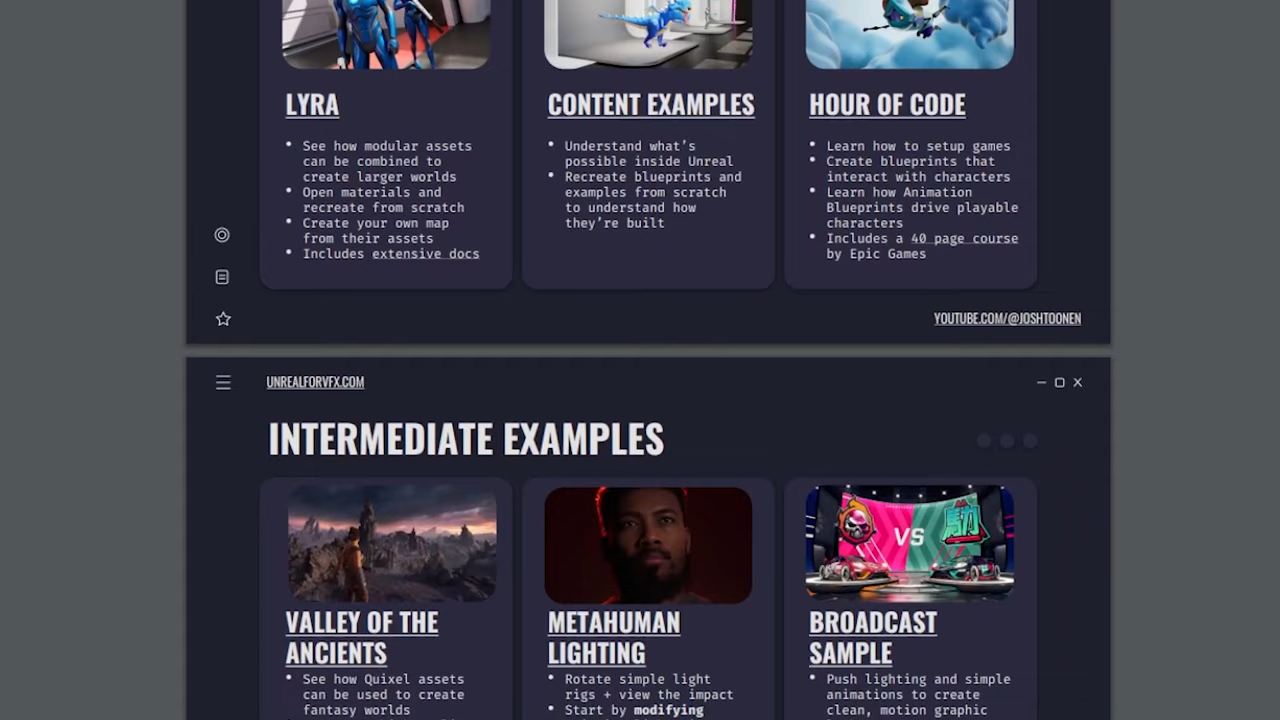 LYRA
See how modular assets
can be combined to
create larger worlds
Open materials and
recreate from scratch
Create your own map
from their assets
Includes extensive docs
CONTENT EXAMPLES
Understand what's
possible inside Unreal
Recreate blueprints and
examples from scratch
to understand how
they're built
HOUR OF CODE
Learn how to setup games
Create blueprints that
interact with characters
Learn how Animation
Blueprints drive playable
characters
Includes a 40 page course
by Epic Games
YOUTUBE.COM/@JOSHTOONEN
UNREALFORVFX.COM
INTERMEDIATE EXAMPLES
VALLEY OF THE
ANCIENTS
See how Quixel assets
can be used to create
fantasy worlds
METAHUMAN
LIGHTING
Rotate simple light
rigs + view the impact
Start by modifying
VS
BROADCAST
SAMPLE
Push lighting and simple
animations to create
clean, motion graphic